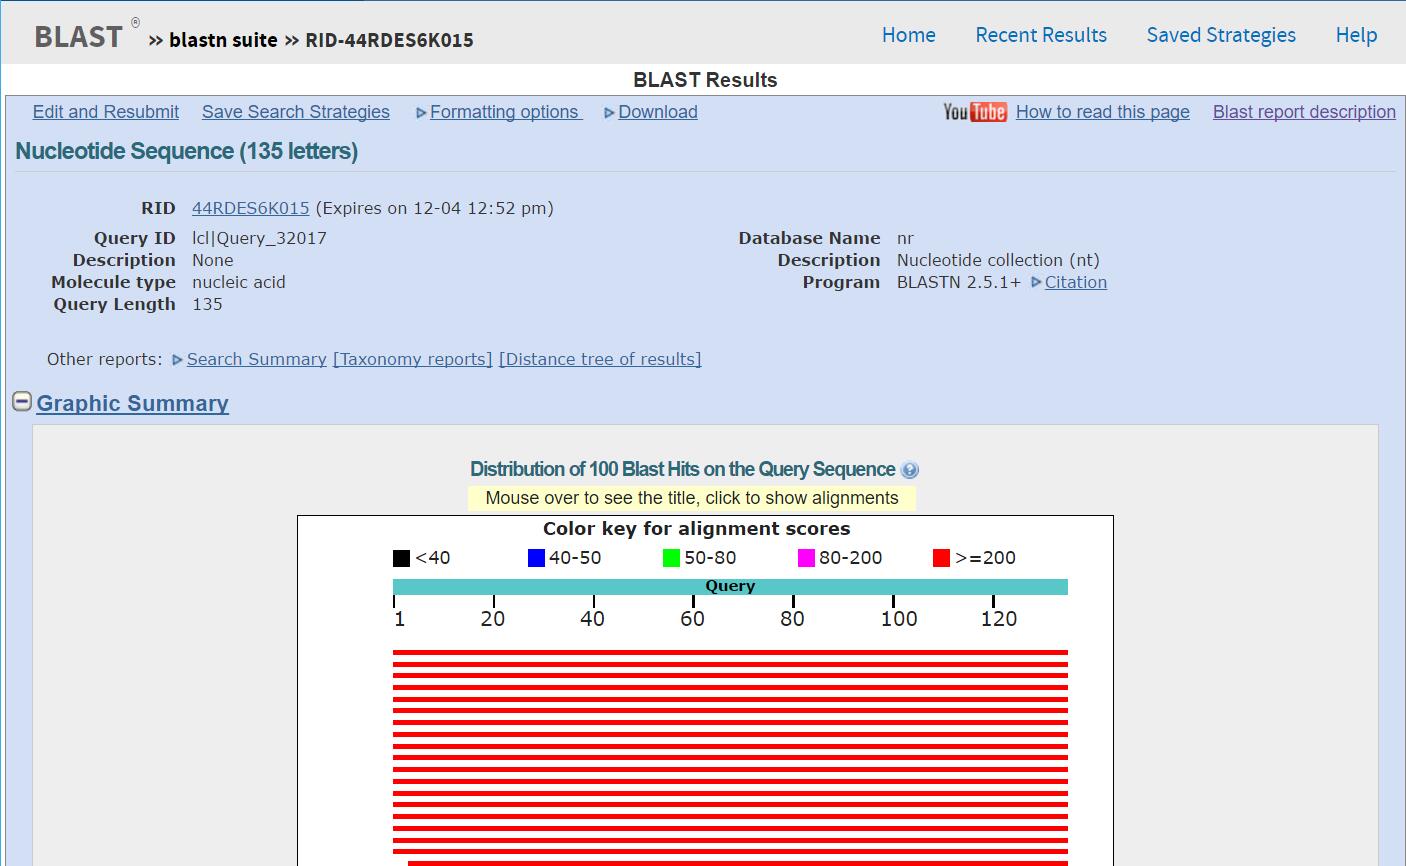 BLAST ® » blastn suite » RID-44RDES6K015 Home Recent Results Saved Strategies Help
BLAST Results
Edit and Resubmit Save Search Strategies Formatting options Download YouTube How to read this page Blast report description
Nucleotide Sequence (135 letters)
RID 44RDES6K015 (Expires on 12-04 12:52 pm)
Query ID lcl|Query_32017 Database Name nr
Description None Description Nucleotide collection (nt)
Molecule type nucleic acid Program BLASTN 2.5.1+ Citation
Query Length 135
Other reports: Search Summary [Taxonomy reports] [Distance tree of results]
Graphic Summary
Distribution of 100 Blast Hits on the Query Sequence ?
Mouse over to see the title, click to show alignments
Color key for alignment scores
<40 40-50 50-80 80-200 >=200
Query
1 20 40 60 80 100 120